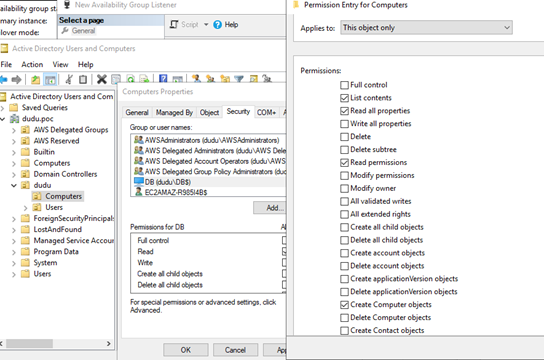 ailability group sta
mary instance:
lover mode:
New Availability Group Listener
Select a page
General
Script
Help
Active Directory Users and Computers
File Action View Help
Active Directory Users and Com
Saved Queries
dudu.poc
AWS Delegated Groups
AWS Reserved
Builtin
Computers
Domain Controllers
dudu
Computers
Users
ForeignSecurityPrincipals
LostAndFound
Managed Service Accour
Program Data
System
Users
Computers Properties
General Managed By Object Security COM+
Group or user names:
AWSAdministrators (dudu\AWSAdministrators)
AWS Delegated Administrators (dudu\AWS Dele
AWS Delegated Account Operators (dudu\AWS
AWS Delegated Group Policy Administrators (du
DB (dudu\DB$)
EC2AMAZ-R985I4B$
Add...
Permissions for DB
Full control
Read
Write
Create all child objects
Delete all child objects
For special permissions or advanced settings, click
Advanced.
OK Cancel App
Permission Entry for Computers
Applies to: This object only
Permissions:
Full control
List contents
Read all properties
Write all properties
Delete
Delete subtree
Read permissions
Modify permissions
Modify owner
All validated writes
All extended rights
Create all child objects
Delete all child objects
Create account objects
Delete account objects
Create applicationVersion objects
Delete applicationVersion objects
Create Computer objects
Delete Computer objects
Create Contact objects